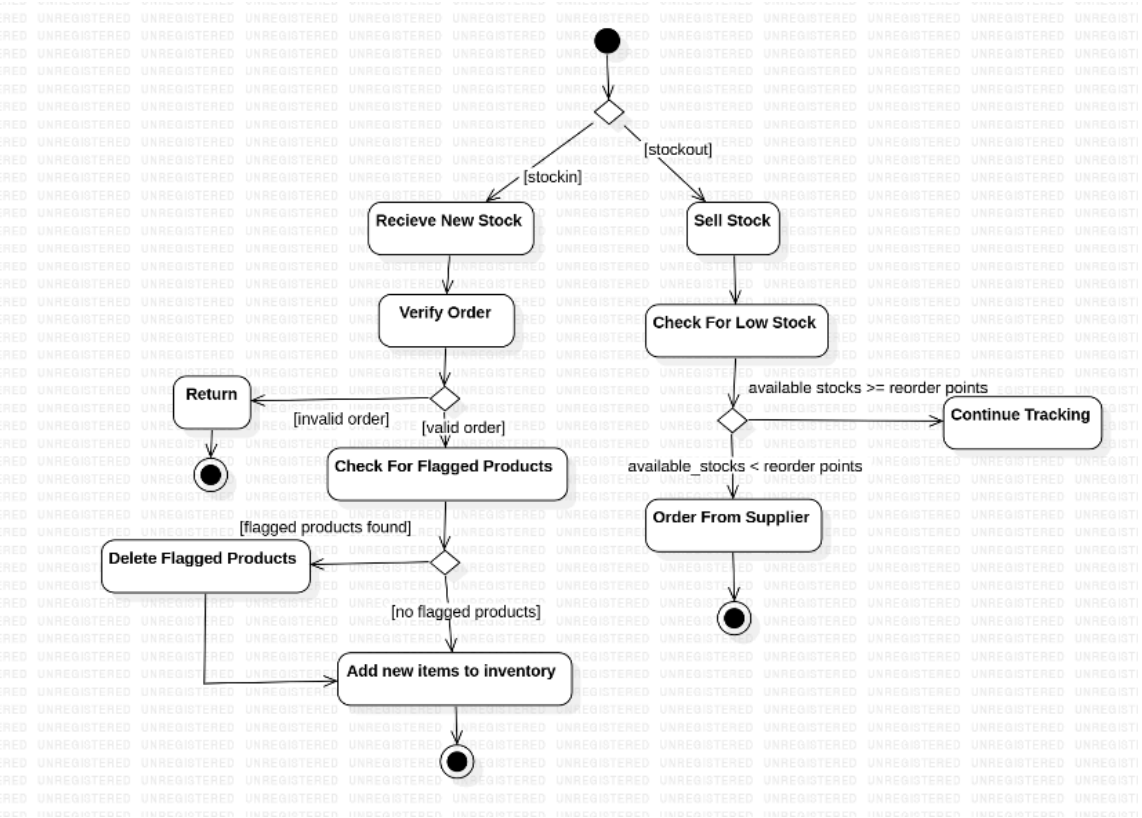 [stockout]
[stockin]
Recieve New Stock
Sell Stock
Verify Order
Check For Low Stock
Return
available stocks >= reorder points
[invalid order]
[valid order]
Continue Tracking
Check For Flagged Products
available_stocks < reorder points
Order From Supplier
[flagged products found]
Delete Flagged Products
[no flagged products]
Add new items to inventory
UNREGISTERED